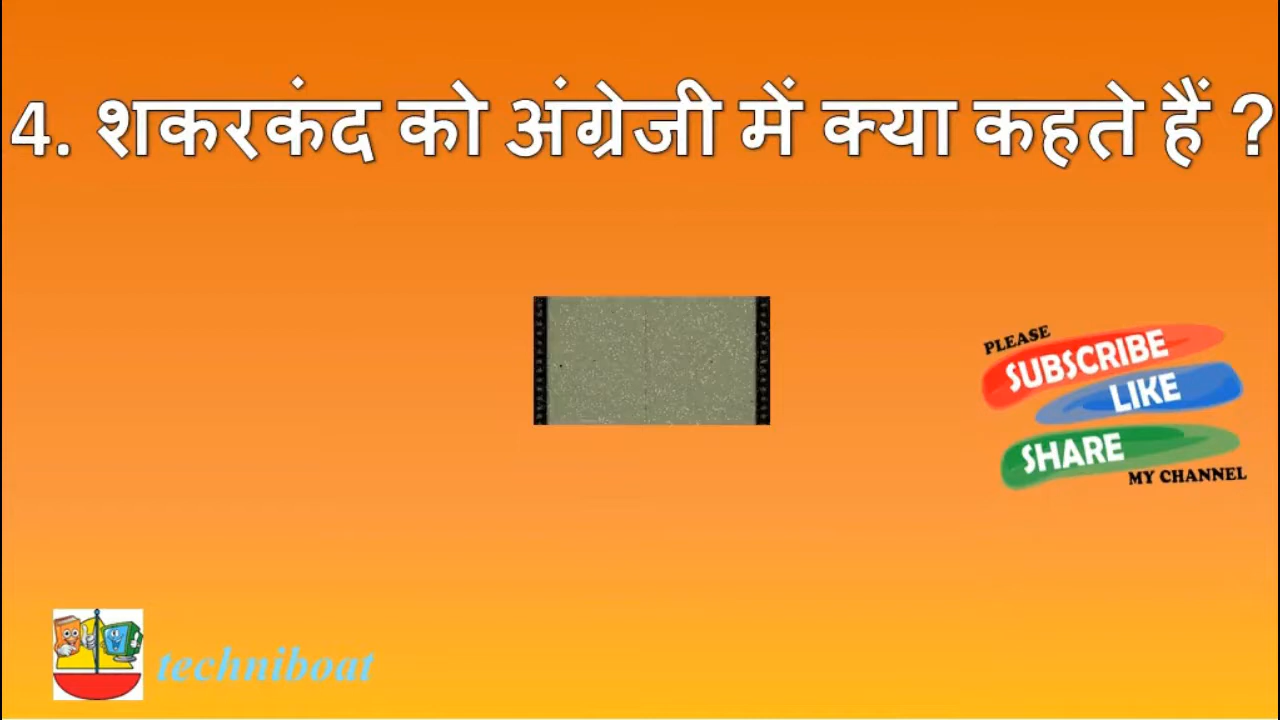 4. शकरकंद को अंग्रेजी में क्या कहते हैं ?
PLEASE
SUBSCRIBE
LIKE
SHARE
MY CHANNEL
techniboat